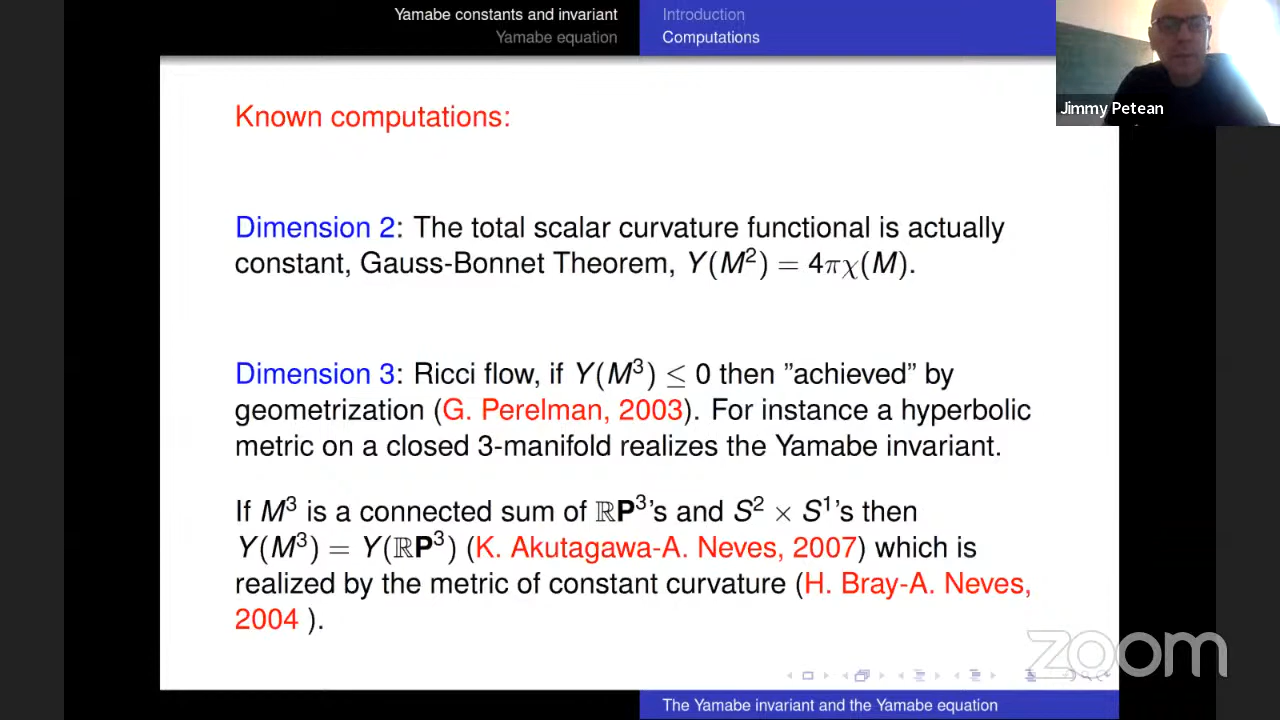 Yamabe constants and invariant
Yamabe equation
Introduction
Computations
Jimmy Petean
Known computations:
Dimension 2: The total scalar curvature functional is actually
constant, Gauss-Bonnet Theorem, Y(M²) = 4πχ(M).
Dimension 3: Ricci flow, if Y(M³) ≤ 0 then ”achieved” by
geometrization (G. Perelman, 2003). For instance a hyperbolic
metric on a closed 3-manifold realizes the Yamabe invariant.
If M³ is a connected sum of ℝP³’s and S² × S¹’s then
Y(M³) = Y(ℝP³) (K. Akutagawa-A. Neves, 2007) which is
realized by the metric of constant curvature (H. Bray-A. Neves,
2004 ).
zoom
The Yamabe invariant and the Yamabe equation